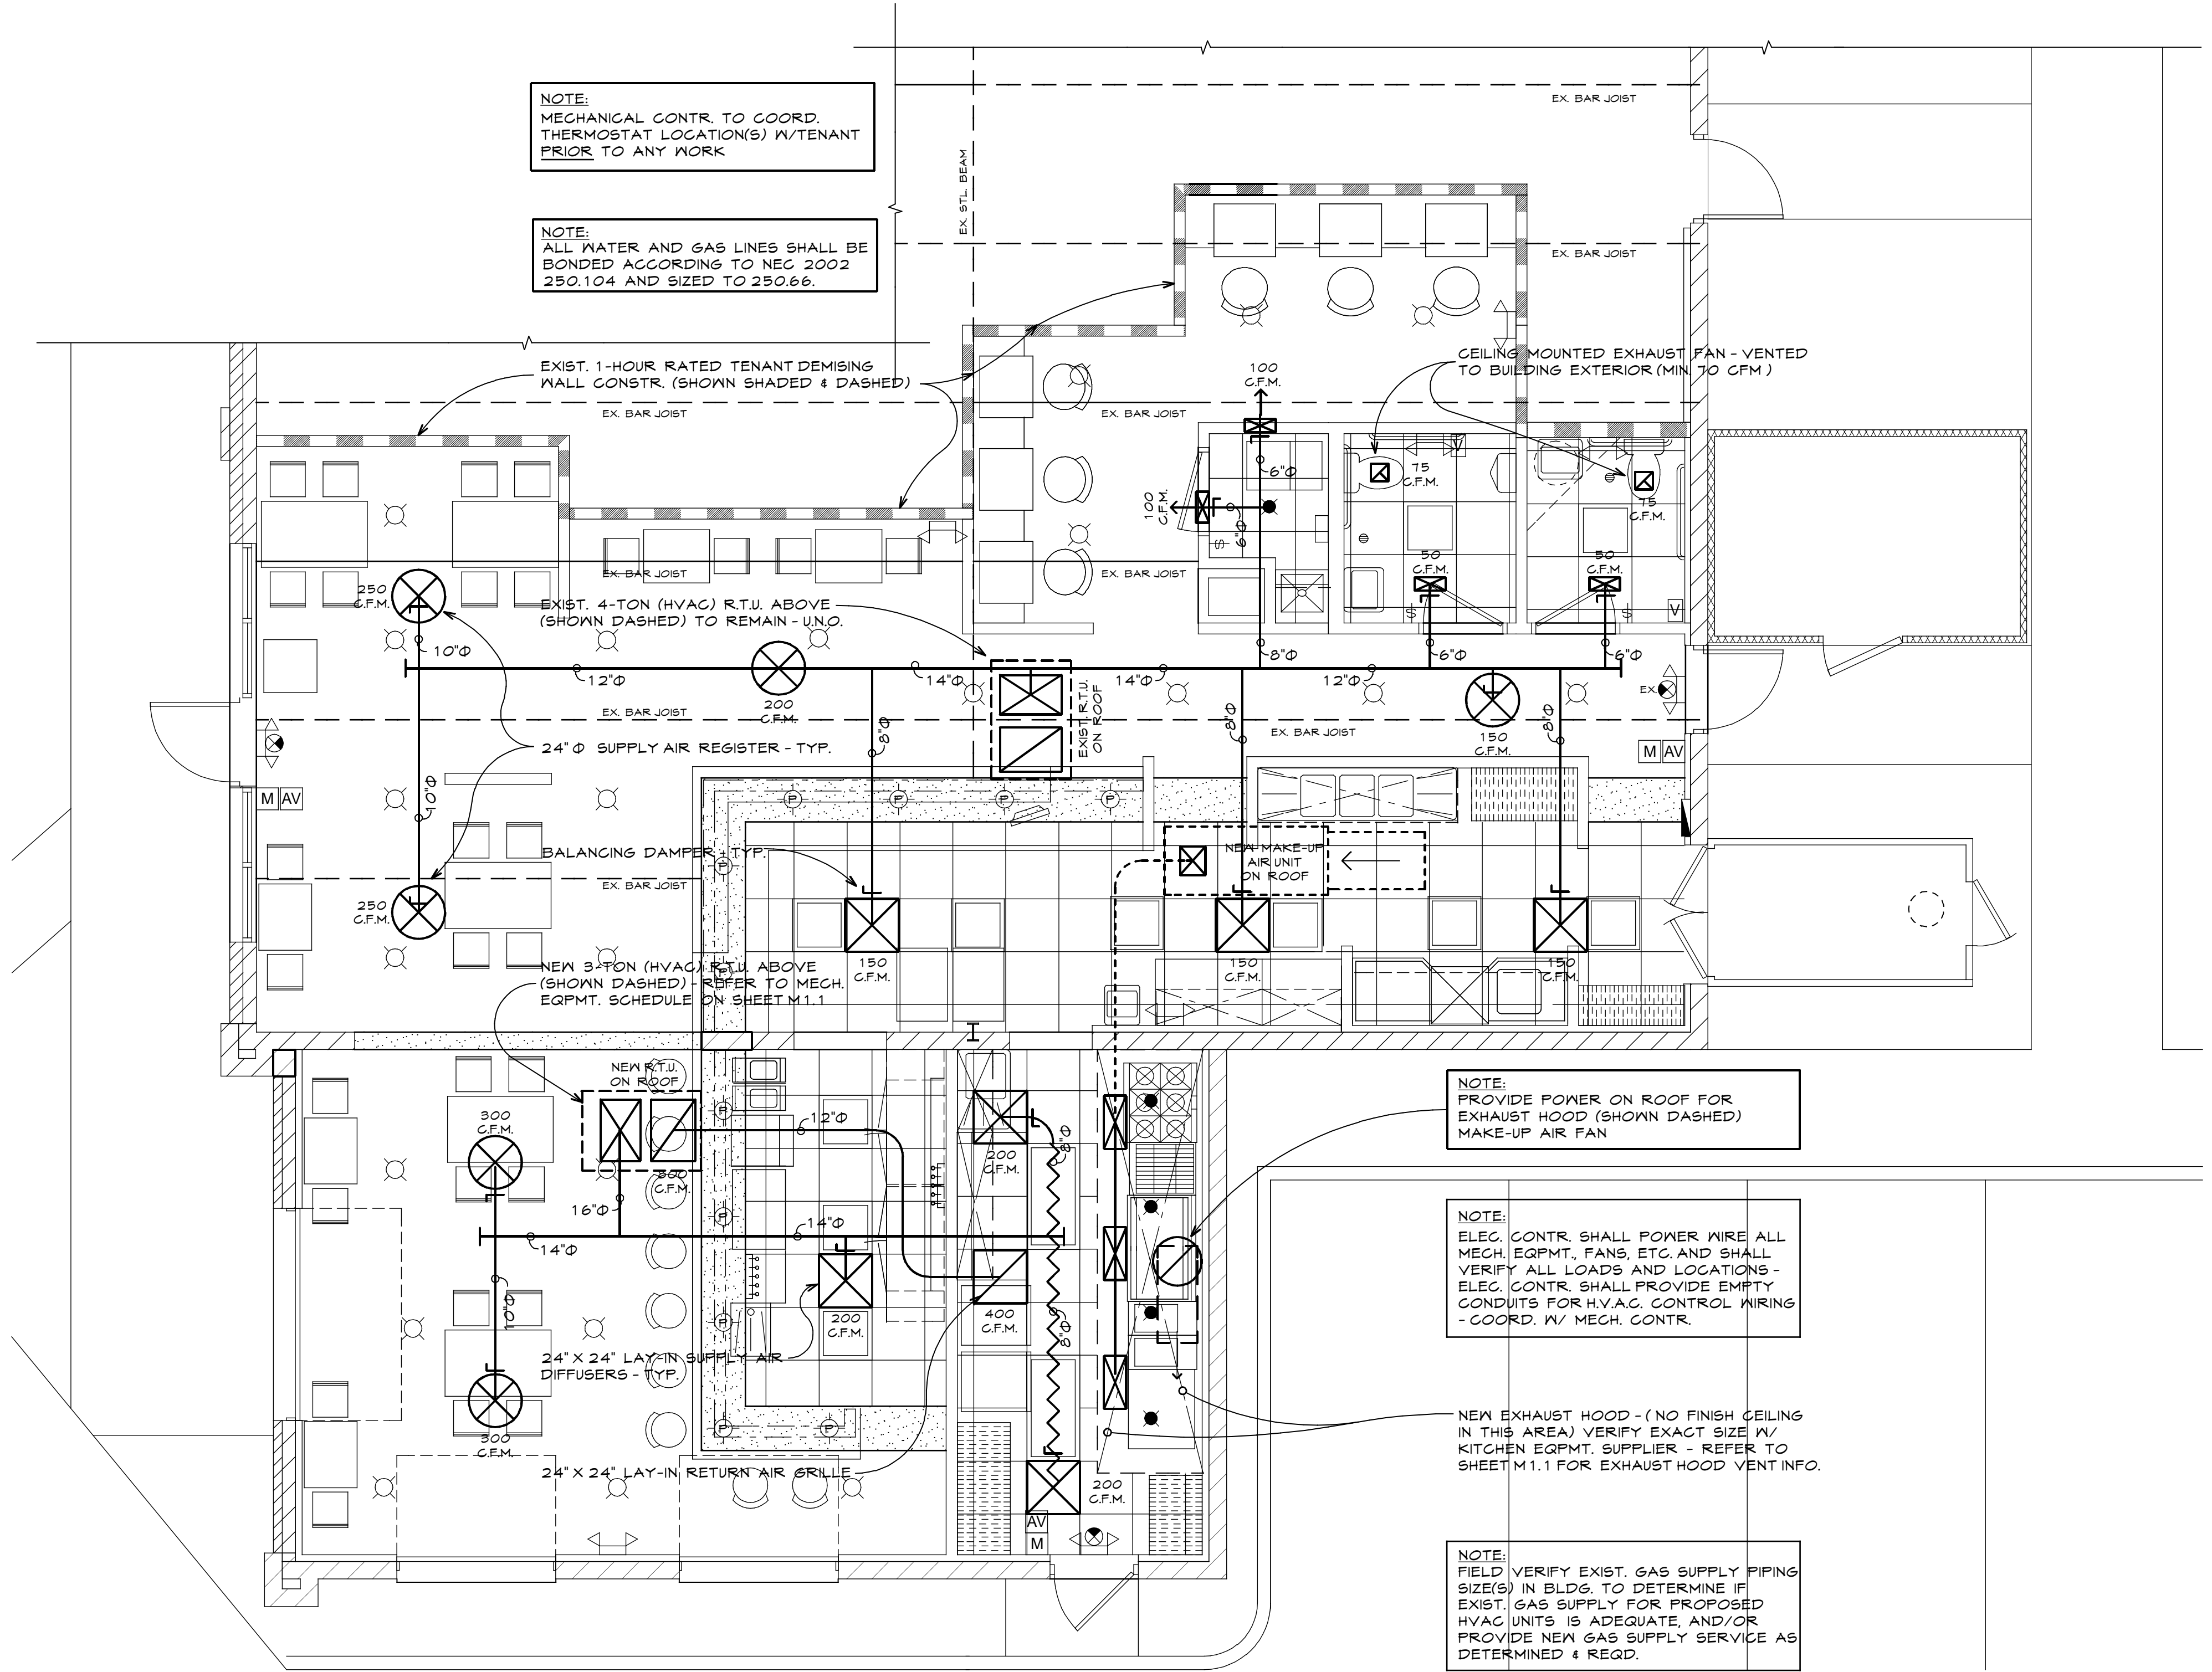 NOTE:
MECHANICAL CONTR. TO COORD.
THERMOSTAT LOCATION(S) W/TENANT
PRIOR TO ANY WORK
NOTE:
ALL WATER AND GAS LINES SHALL BE
BONDED ACCORDING TO NEC 2002
250.104 AND SIZED TO 250.66.
EX. STL. BEAM
EX. BAR JOIST
EX. BAR JOIST
EXIST. 1-HOUR RATED TENANT DEMISING
WALL CONSTR. (SHOWN SHADED & DASHED)
CEILING MOUNTED EXHAUST FAN - VENTED
TO BUILDING EXTERIOR (MIN. 70 CFM )
100
C.F.M.
EX. BAR JOIST
EX. BAR JOIST
6"Φ
V
75
C.F.M.
75
C.F.M.
100
C.F.M.
6"Φ
$
EX. BAR JOIST
EX. BAR JOIST
50
C.F.M.
50
C.F.M.
$
$
V
250
C.F.M.
EXIST. 4-TON (HVAC) R.T.U. ABOVE
(SHOWN DASHED) TO REMAIN - U.N.O.
10"Φ
12"Φ
14"Φ
14"Φ
8"Φ
12"Φ
6"Φ
6"Φ
200
C.F.M.
EXIST. R.T.U.
ON ROOF
EX.
EX. BAR JOIST
EX. BAR JOIST
8"Φ
8"Φ
8"Φ
150
C.F.M.
24" Φ SUPPLY AIR REGISTER - TYP.
M AV
M AV
10"Φ
P
P
P
P
P
BALANCING DAMPER - TYP.
NEW MAKE-UP
AIR UNIT
ON ROOF
EX. BAR JOIST
250
C.F.M.
150
C.F.M.
150
C.F.M.
150
C.F.M.
P
NEW 3-TON (HVAC) R.T.U. ABOVE
(SHOWN DASHED) - REFER TO MECH.
EQPMT. SCHEDULE ON SHEET M1.1
NEW R.T.U.
ON ROOF
300
C.F.M.
P
12"Φ
8"Φ
200
C.F.M.
800
C.F.M.
16"Φ
P
14"Φ
14"Φ
10"Φ
P
200
C.F.M.
400
C.F.M.
8"Φ
24" X 24" LAY-IN SUPPLY AIR
DIFFUSERS - TYP.
300
C.F.M.
P
P
24" X 24" LAY-IN RETURN AIR GRILLE
200
C.F.M.
AV
M
NOTE:
PROVIDE POWER ON ROOF FOR
EXHAUST HOOD (SHOWN DASHED)
MAKE-UP AIR FAN
NOTE:
ELEC. CONTR. SHALL POWER WIRE ALL
MECH. EQPMT., FANS, ETC. AND SHALL
VERIFY ALL LOADS AND LOCATIONS -
ELEC. CONTR. SHALL PROVIDE EMPTY
CONDUITS FOR H.V.A.C. CONTROL WIRING
- COORD. W/ MECH. CONTR.
NEW EXHAUST HOOD - ( NO FINISH CEILING
IN THIS AREA) VERIFY EXACT SIZE W/
KITCHEN EQPMT. SUPPLIER - REFER TO
SHEET M1.1 FOR EXHAUST HOOD VENT INFO.
NOTE:
FIELD VERIFY EXIST. GAS SUPPLY PIPING
SIZE(S) IN BLDG. TO DETERMINE IF
EXIST. GAS SUPPLY FOR PROPOSED
HVAC UNITS IS ADEQUATE, AND/OR
PROVIDE NEW GAS SUPPLY SERVICE AS
DETERMINED & REQD.